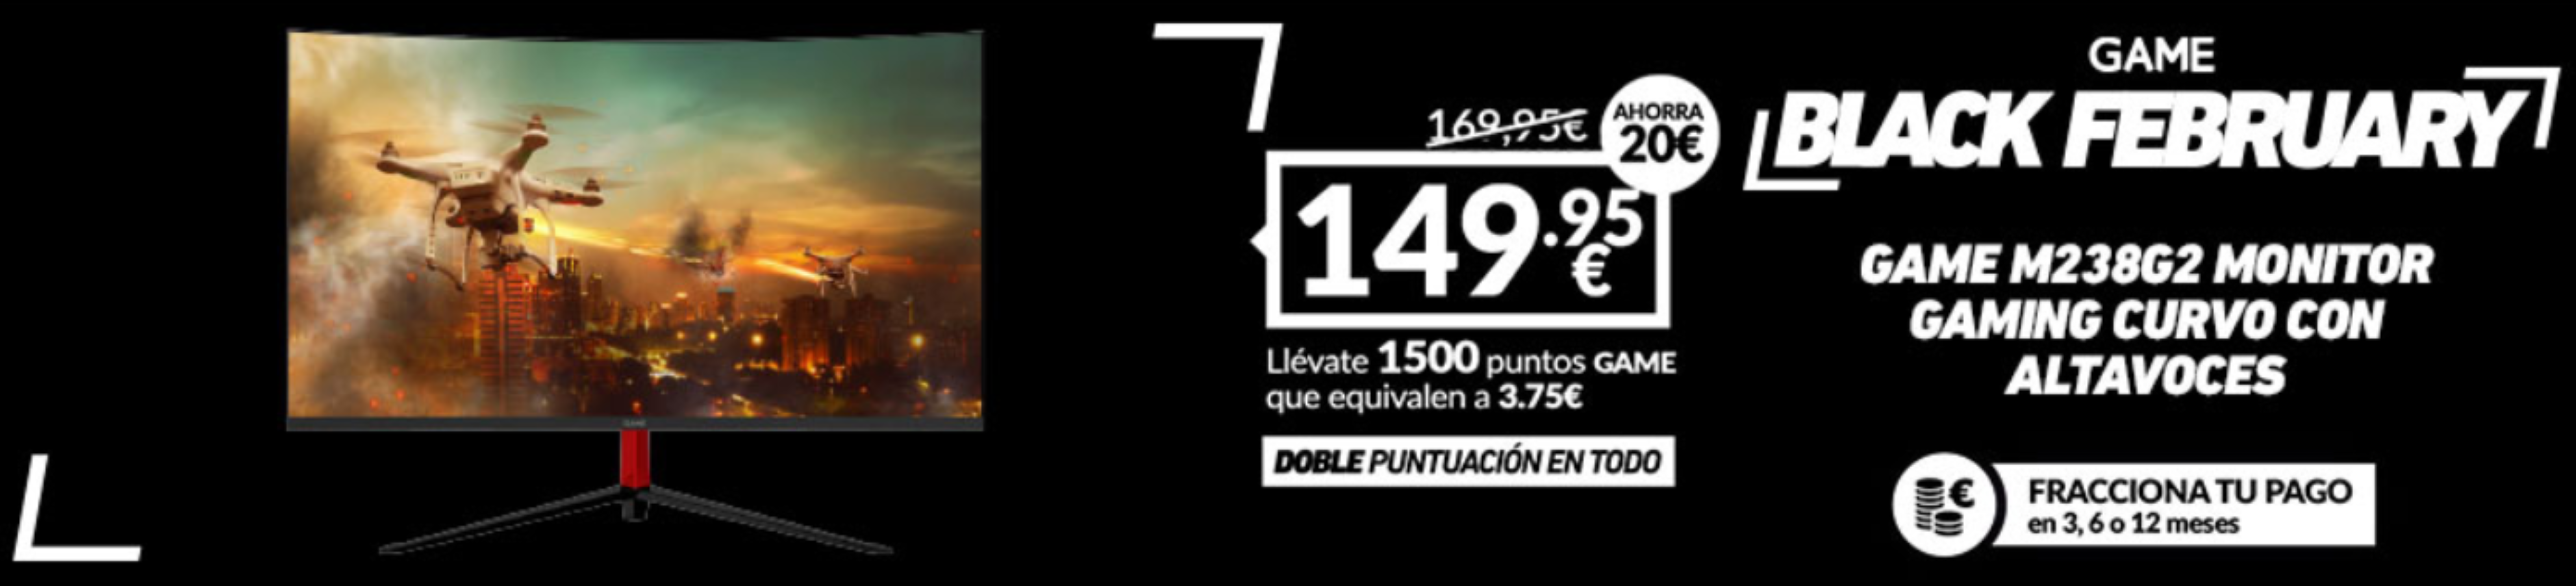 169,95€
AHORRA
20€
149.95
€
Llévate 1500 puntos GAME
que equivalen a 3.75€
DOBLE PUNTUACIÓN EN TODO
GAME
BLACK FEBRUARY
GAME M238G2 MONITOR
GAMING CURVO CON
ALTAVOCES
€
FRACCIONA TU PAGO
en 3, 6 o 12 meses
GAME